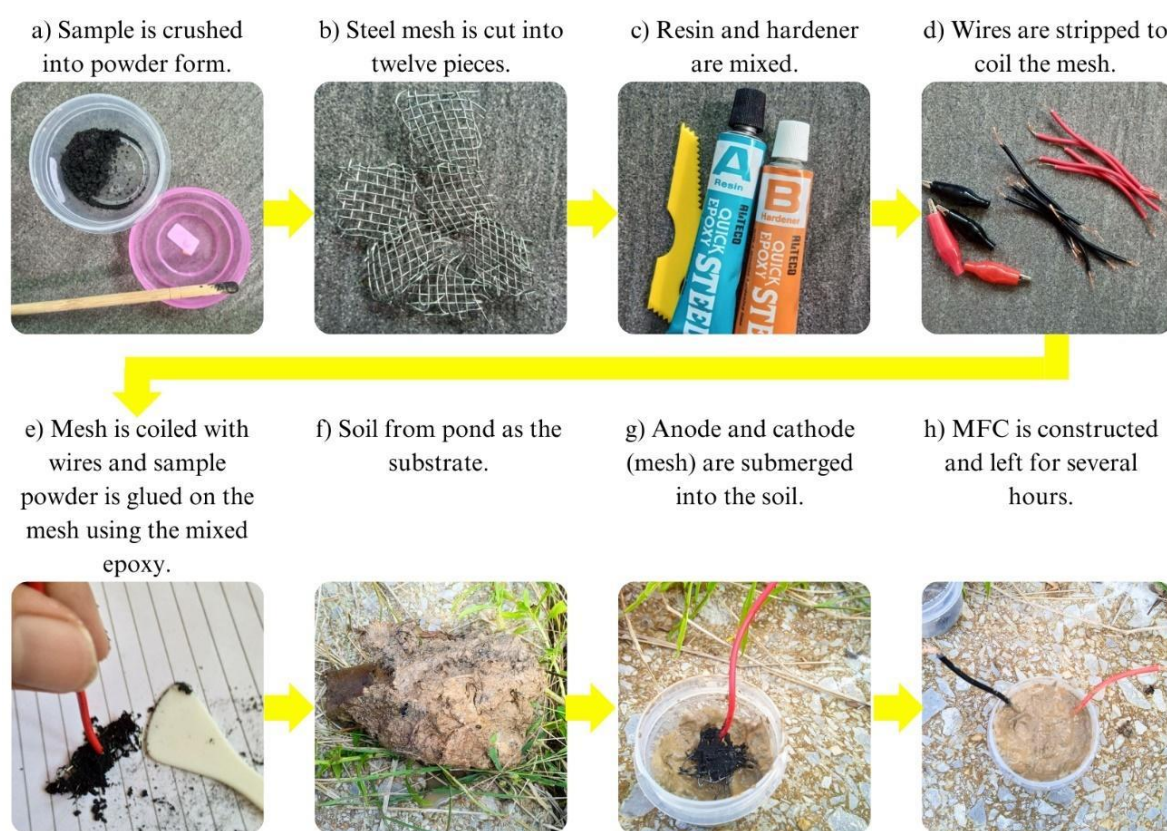 a) Sample is crushed
into powder form.
b) Steel mesh is cut into
twelve pieces.
c) Resin and hardener
are mixed.
d) Wires are stripped to
coil the mesh.
A
Resin
ALTECO
QUICK
EPOXY
STEEL
B
Hardener
ALTECO
QUICK
EPOXY
e) Mesh is coiled with
wires and sample
powder is glued on the
mesh using the mixed
epoxy.
f) Soil from pond as the
substrate.
g) Anode and cathode
(mesh) are submerged
into the soil.
h) MFC is constructed
and left for several
hours.